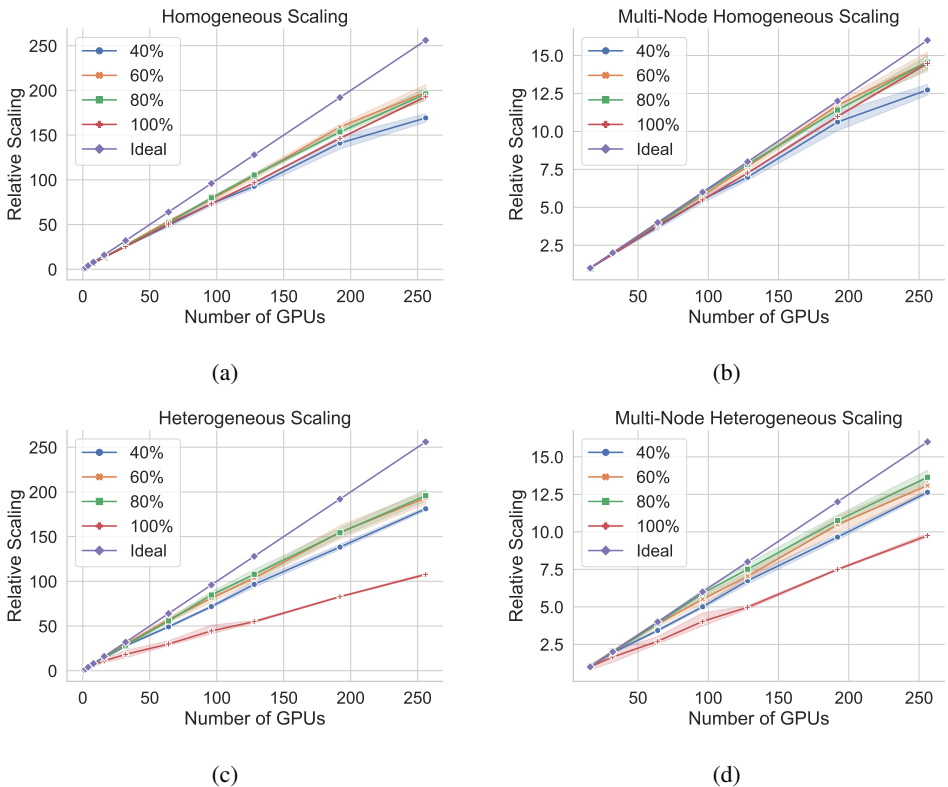 Homogeneous Scaling
Relative Scaling
250
200
150
100
50
0
40%
60%
80%
100%
Ideal
0 50 100 150 200 250
Number of GPUs
(a)
Multi-Node Homogeneous Scaling
Relative Scaling
15.0
12.5
10.0
7.5
5.0
2.5
40%
60%
80%
100%
Ideal
50 100 150 200 250
Number of GPUs
(b)
Heterogeneous Scaling
Relative Scaling
250
200
150
100
50
0
40%
60%
80%
100%
Ideal
0 50 100 150 200 250
Number of GPUs
(c)
Multi-Node Heterogeneous Scaling
Relative Scaling
15.0
12.5
10.0
7.5
5.0
2.5
40%
60%
80%
100%
Ideal
50 100 150 200 250
Number of GPUs
(d)